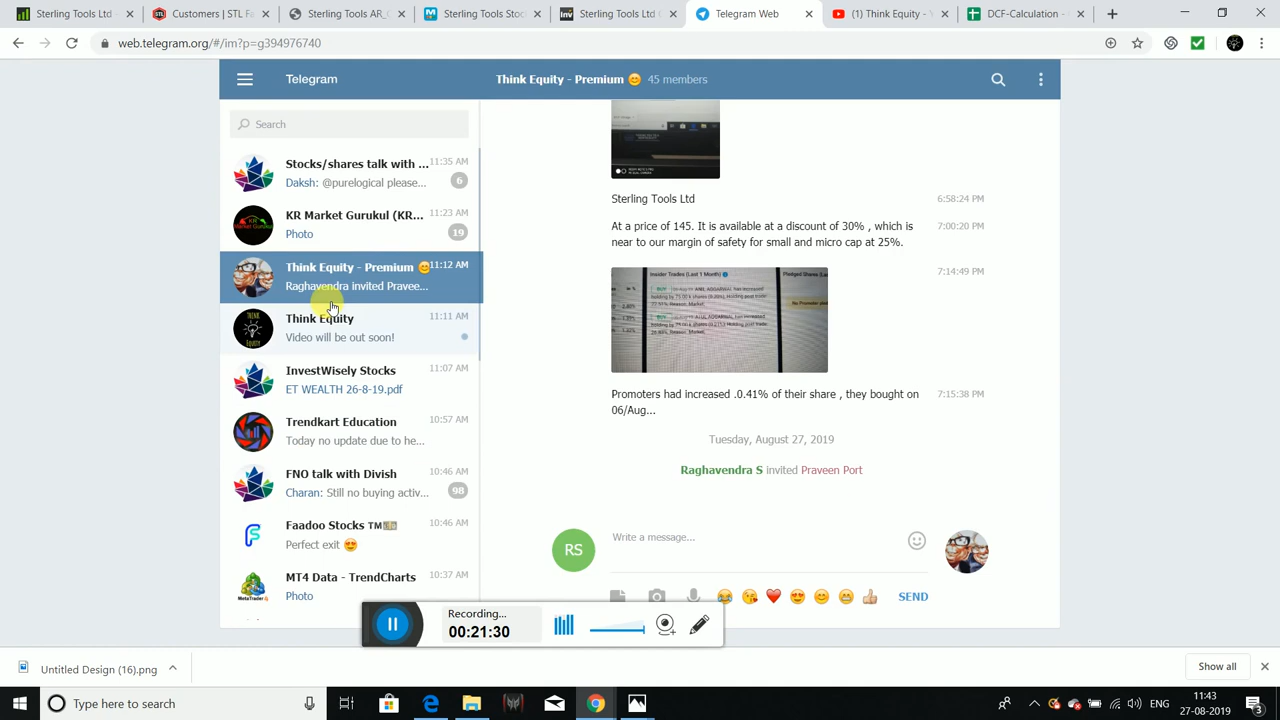 Sterling Tools Ltd -
Customers | SL Fa
Sterling Tools AR_
Sterling Tools Stoc
Sterling Tools Ltd
Telegram Web
(1) Think Equity - Y
DCF-Calculation -
web.telegram.org/#/im?p=g394976740
Telegram
Think Equity - Premium 😊 45 members
Search
Stocks/shares talk with ... 11:35 AM
Daksh: @purelogical please... 6
KR Market Gurukul (KR... 11:23 AM
Photo 19
Think Equity - Premium 😊 11:12 AM
Raghavendra invited Pravee...
Think Equity 11:11 AM
Video will be out soon!
InvestWisely Stocks 11:07 AM
ET WEALTH 26-8-19.pdf
Trendkart Education 10:57 AM
Today no update due to he...
FNO talk with Divish 10:46 AM
Charan: Still no buying activ... 98
Faadoo Stocks ™ 10:46 AM
Perfect exit 😍
MT4 Data - TrendCharts 10:37 AM
Photo
Sterling Tools Ltd 6:58:24 PM
At a price of 145. It is available at a discount of 30% , which is 7:00:20 PM
near to our margin of safety for small and micro cap at 25%.
7:14:49 PM
Insider Trades (Last 1 Month)
Promoters had increased .0.41% of their share , they bought on 7:15:38 PM
06/Aug...
Tuesday, August 27, 2019
Raghavendra S invited Praveen Port
RS
Write a message...
SEND
Recording...
00:21:30
Untitled Design (16).png
Show all
Type here to search
ENG
11:43
27-08-2019
3